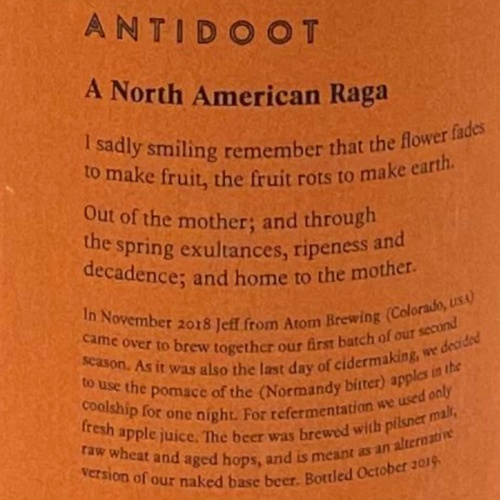 ANTIDOOT
A North American Raga
I sadly smiling remember that the flower fades
to make fruit, the fruit rots to make earth.
Out of the mother; and through
the spring exultances, ripeness and
decadence; and home to the mother.
In November 2018 Jeff from Atom Brewing (Colorado, USA)
came over to brew together our first batch of our second
season. As it was also the last day of cidermaking, we decided
to use the pomace of the (Normandy bitter) apples in the
coolship for one night. For refermentation we used only
fresh apple juice. The beer was brewed with pilsner malt,
raw wheat and aged hops, and is meant as an alternative
version of our naked base beer. Bottled October 2019.